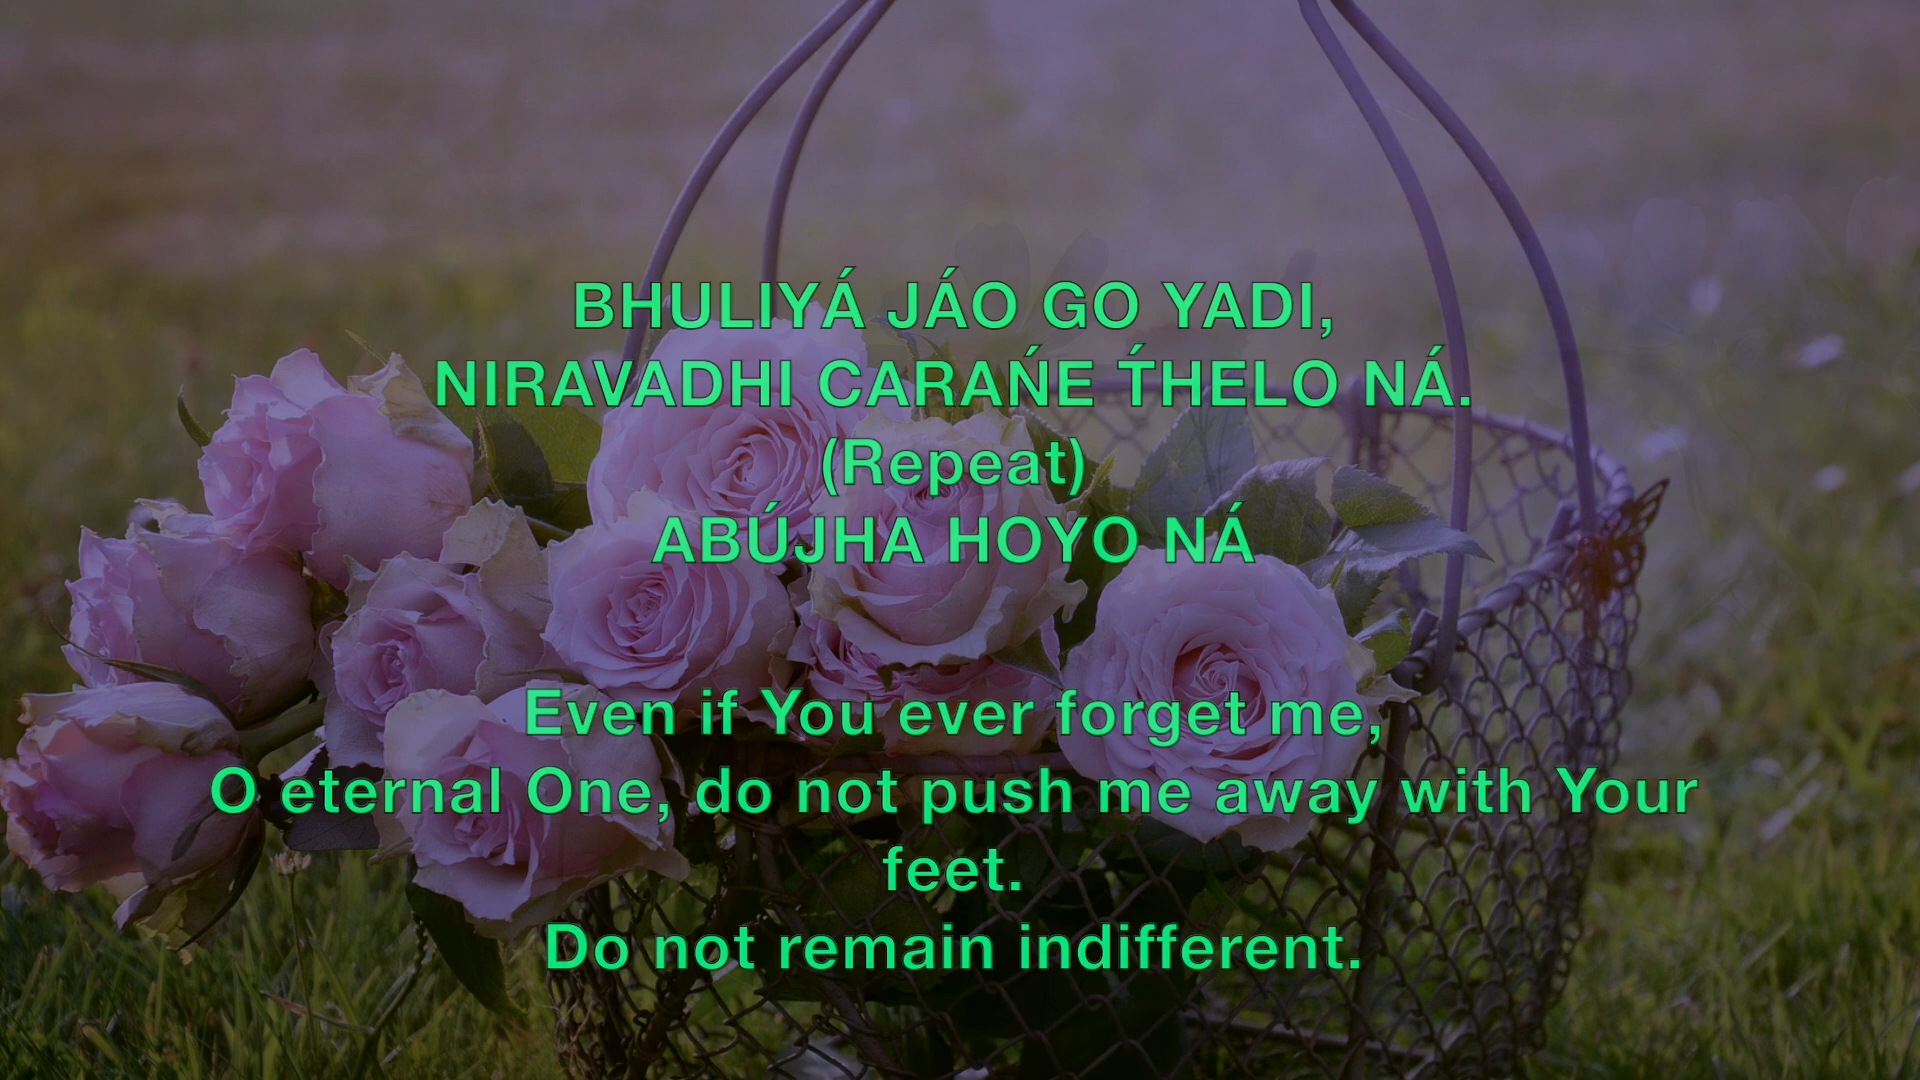 BHULIYÁ JÁO GO YADI,
NIRAVADHI CARAŃE T́HELO NÁ.
(Repeat)
ABÚJHA HOYO NÁ
Even if You ever forget me,
O eternal One, do not push me away with Your
feet.
Do not remain indifferent.